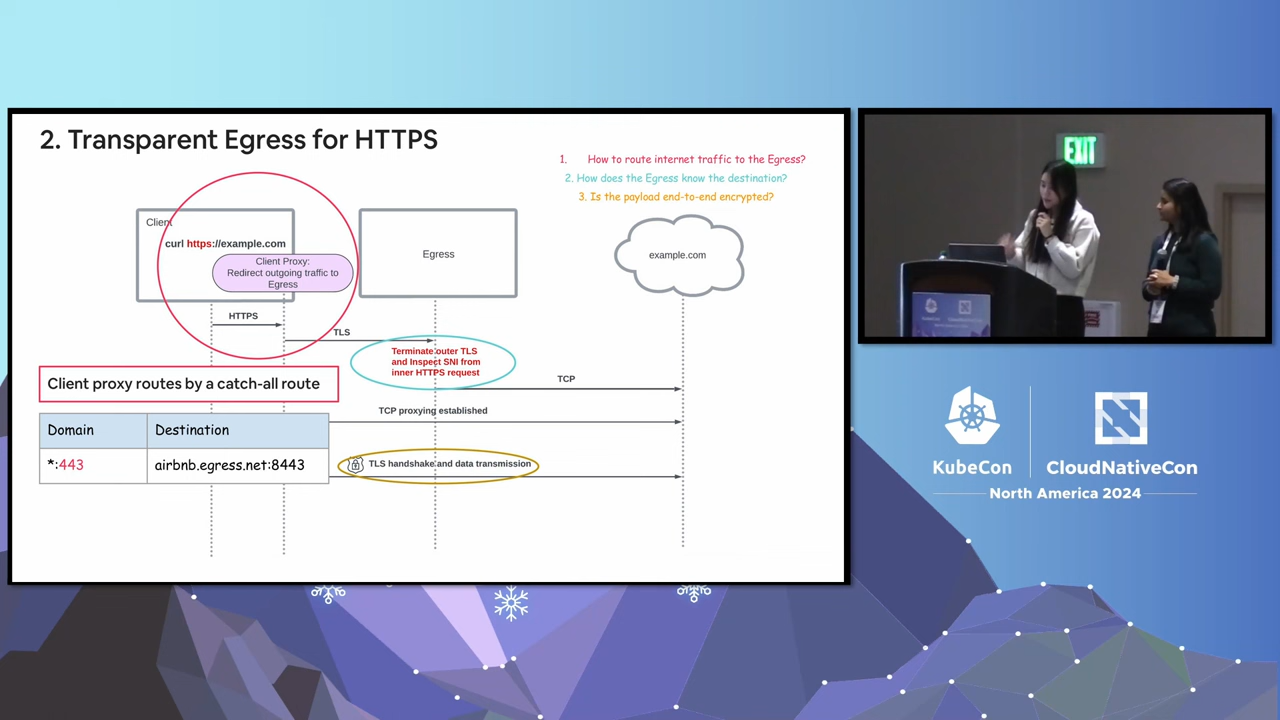 2. Transparent Egress for HTTPS
1. How to route internet traffic to the Egress?
2. How does the Egress know the destination?
3. Is the payload end-to-end encrypted?
Client
curl https://example.com
Client Proxy:
Redirect outgoing traffic to
Egress
Egress
example.com
HTTPS
TLS
Terminate outer TLS
and Inspect SNI from
inner HTTPS request
TCP
Client proxy routes by a catch-all route
TCP proxying established
Domain
Destination
*:443
airbnb.egress.net:8443
TLS handshake and data transmission
EXIT
KubeCon
CloudNativeCon
North America 2024